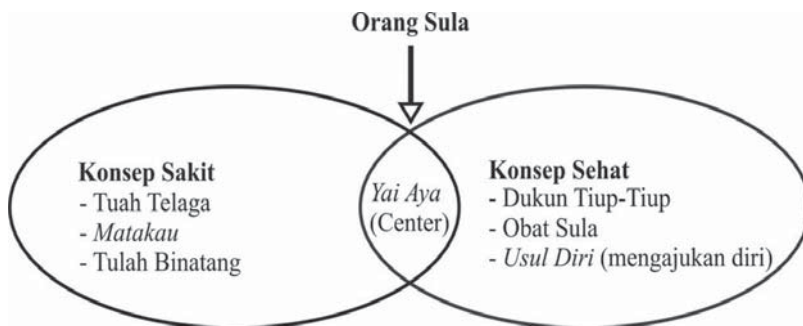 Orang Sula
Konsep Sakit
- Tuah Telaga
- Matakau
- Tulah Binatang
Yai Aya
(Center)
Konsep Sehat
- Dukun Tiup-Tiup
- Obat Sula
- Usul Diri (mengajukan diri)